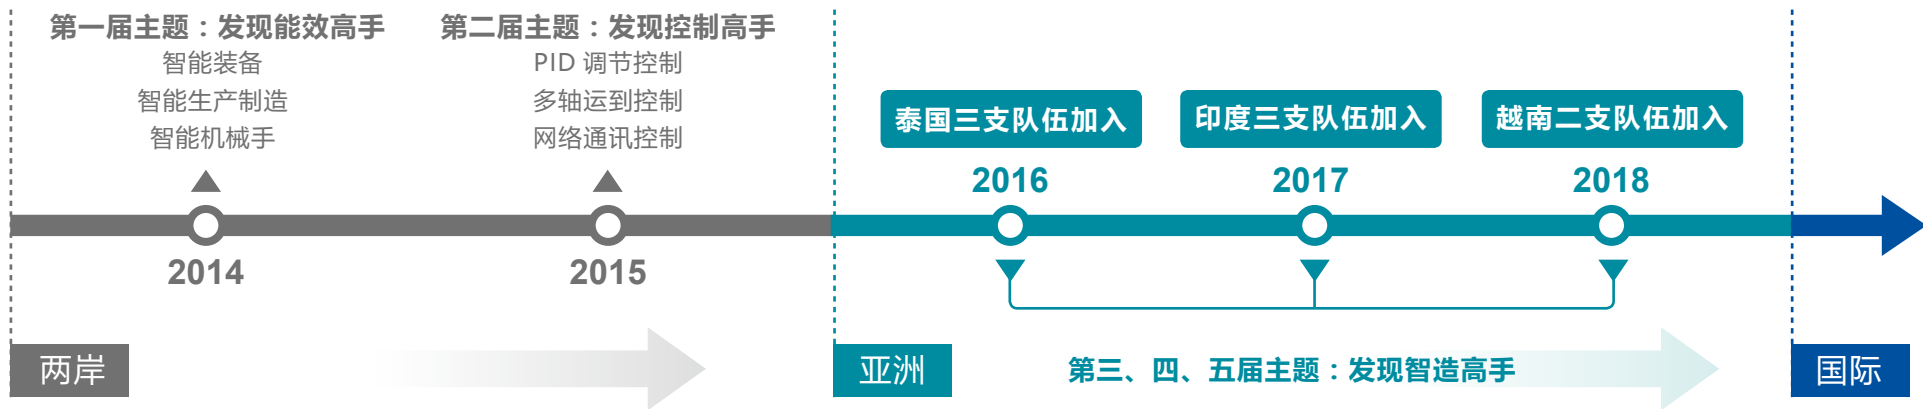 第一届主题：发现能效高手
智能装备
智能生产制造
智能机械手
2014
第二届主题：发现控制高手
PID 调节控制
多轴运到控制
网络通讯控制
2015
泰国三支队伍加入
2016
印度三支队伍加入
2017
越南二支队伍加入
2018
两岸
亚洲
第三、四、五届主题：发现智造高手
国际